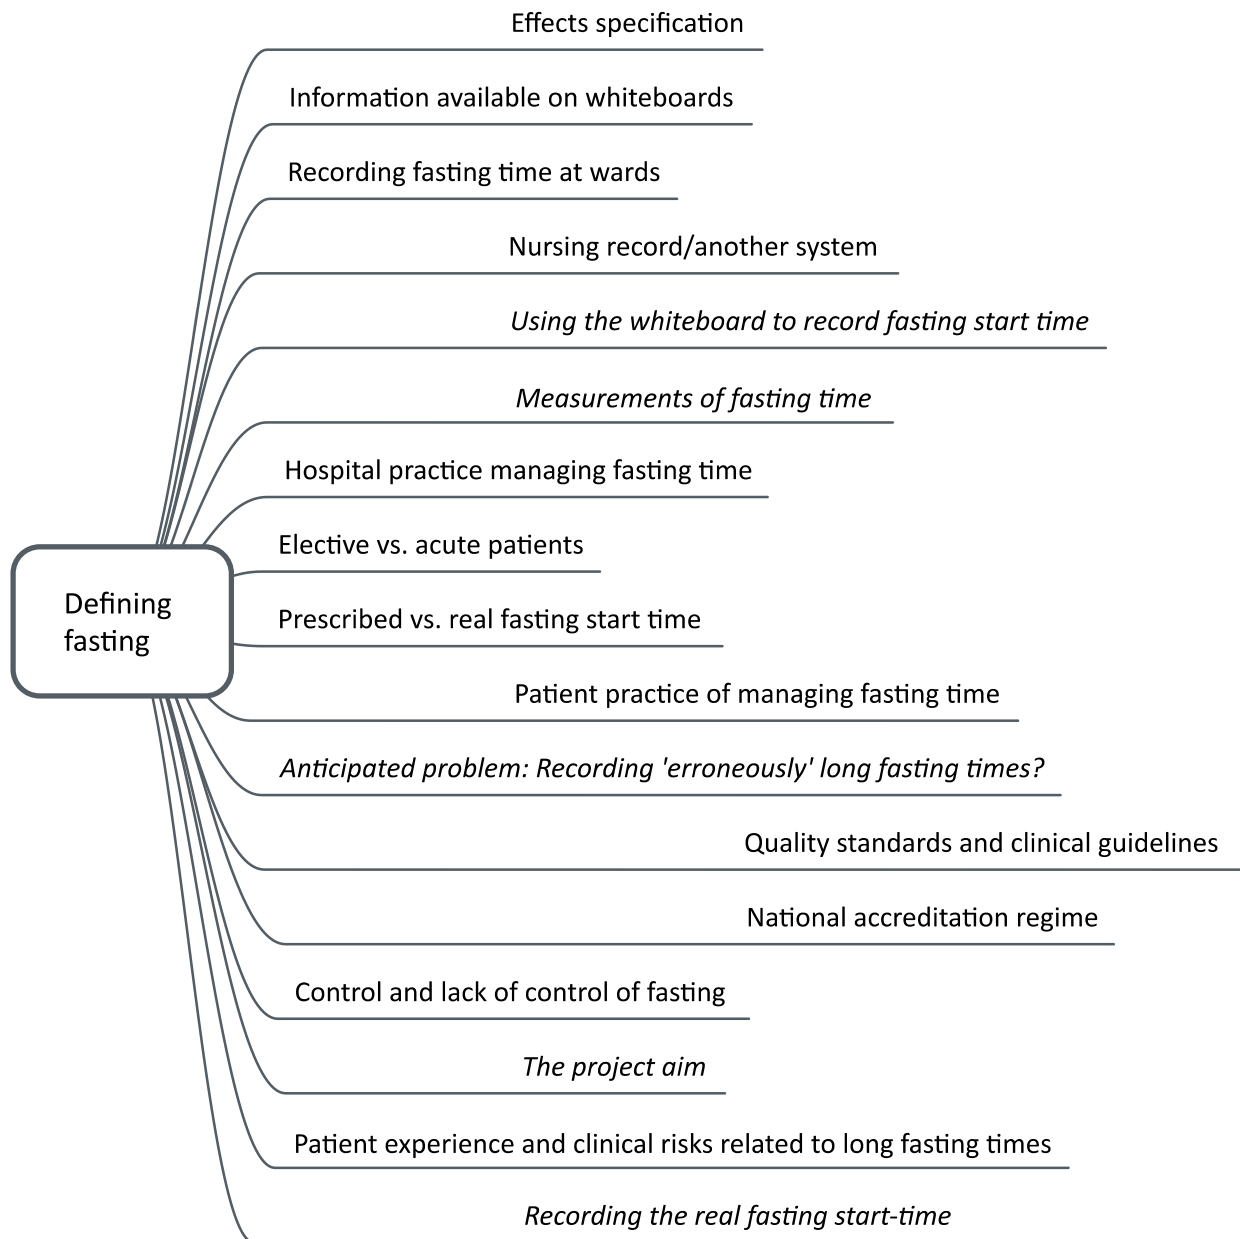 Effects specification
Information available on whiteboards
Recording fasting time at wards
Nursing record/another system
Using the whiteboard to record fasting start time
Measurements of fasting time
Hospital practice managing fasting time
Elective vs. acute patients
Defining
fasting
Prescribed vs. real fasting start time
Patient practice of managing fasting time
Anticipated problem: Recording 'erroneously' long fasting times?
Quality standards and clinical guidelines
National accreditation regime
Control and lack of control of fasting
The project aim
Patient experience and clinical risks related to long fasting times
Recording the real fasting start-time